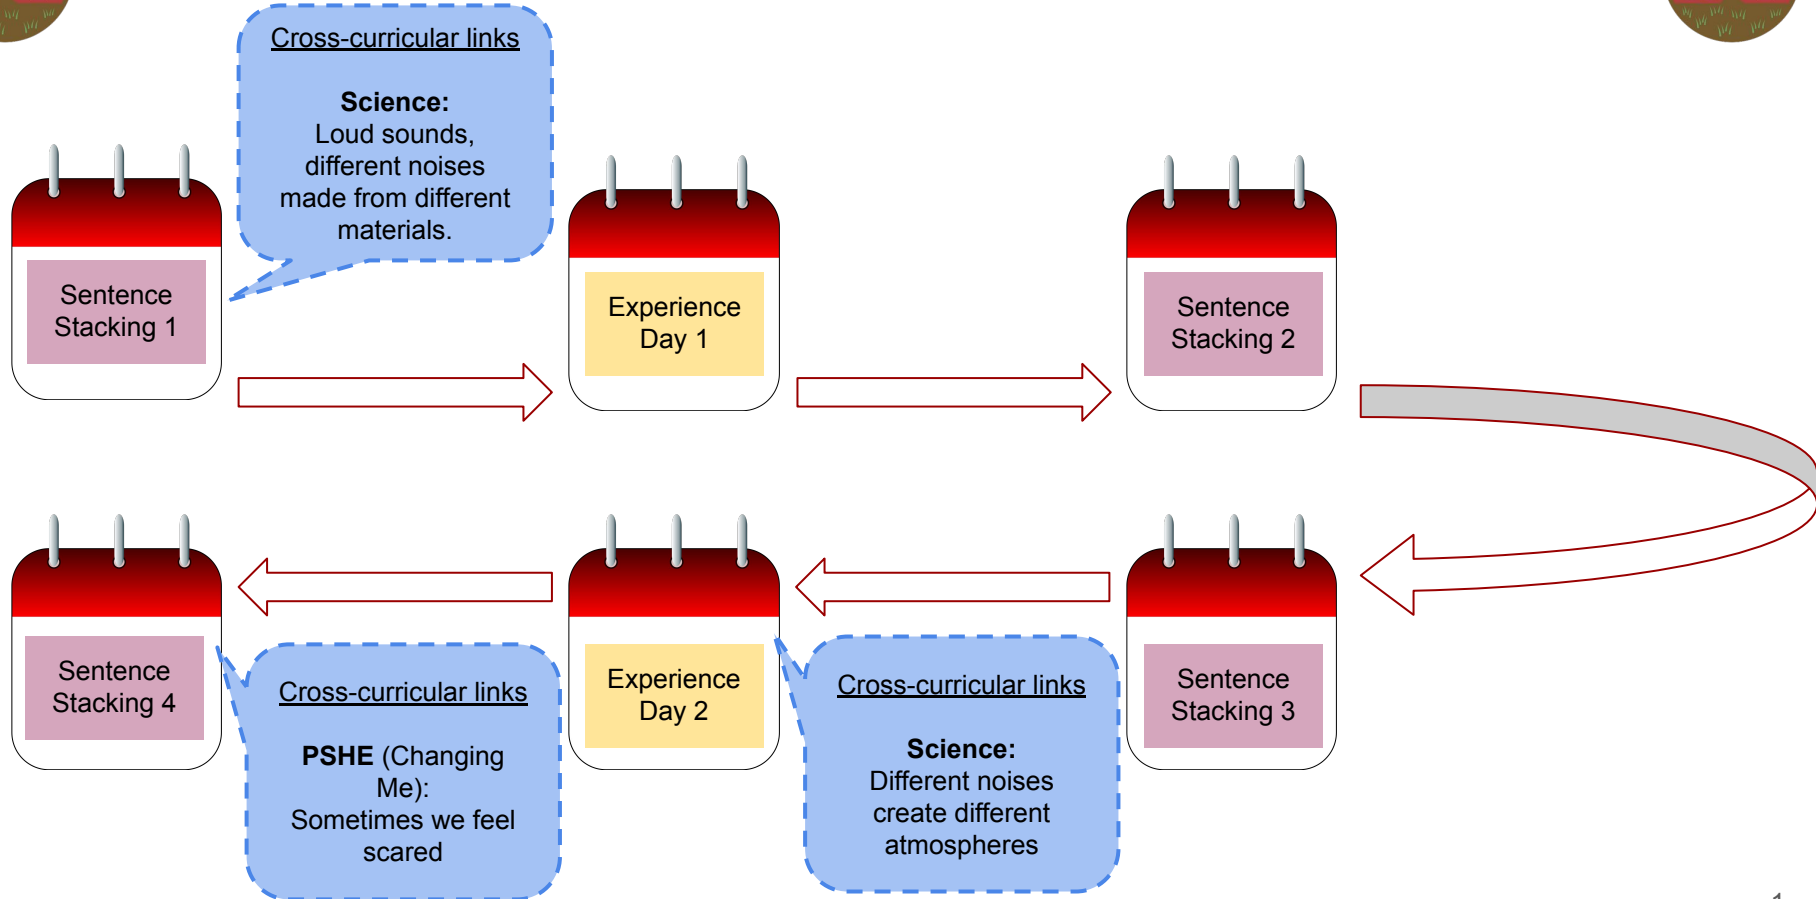 Cross-curricular links
Science:
Loud sounds,
different noises
made from different
materials.
Sentence
Stacking 1
Experience
Day 1
Sentence
Stacking 2
Sentence
Stacking 4
Cross-curricular links
PSHE (Changing
Me):
Sometimes we feel
scared
Experience
Day 2
Cross-curricular links
Science:
Different noises
create different
atmospheres
Sentence
Stacking 3